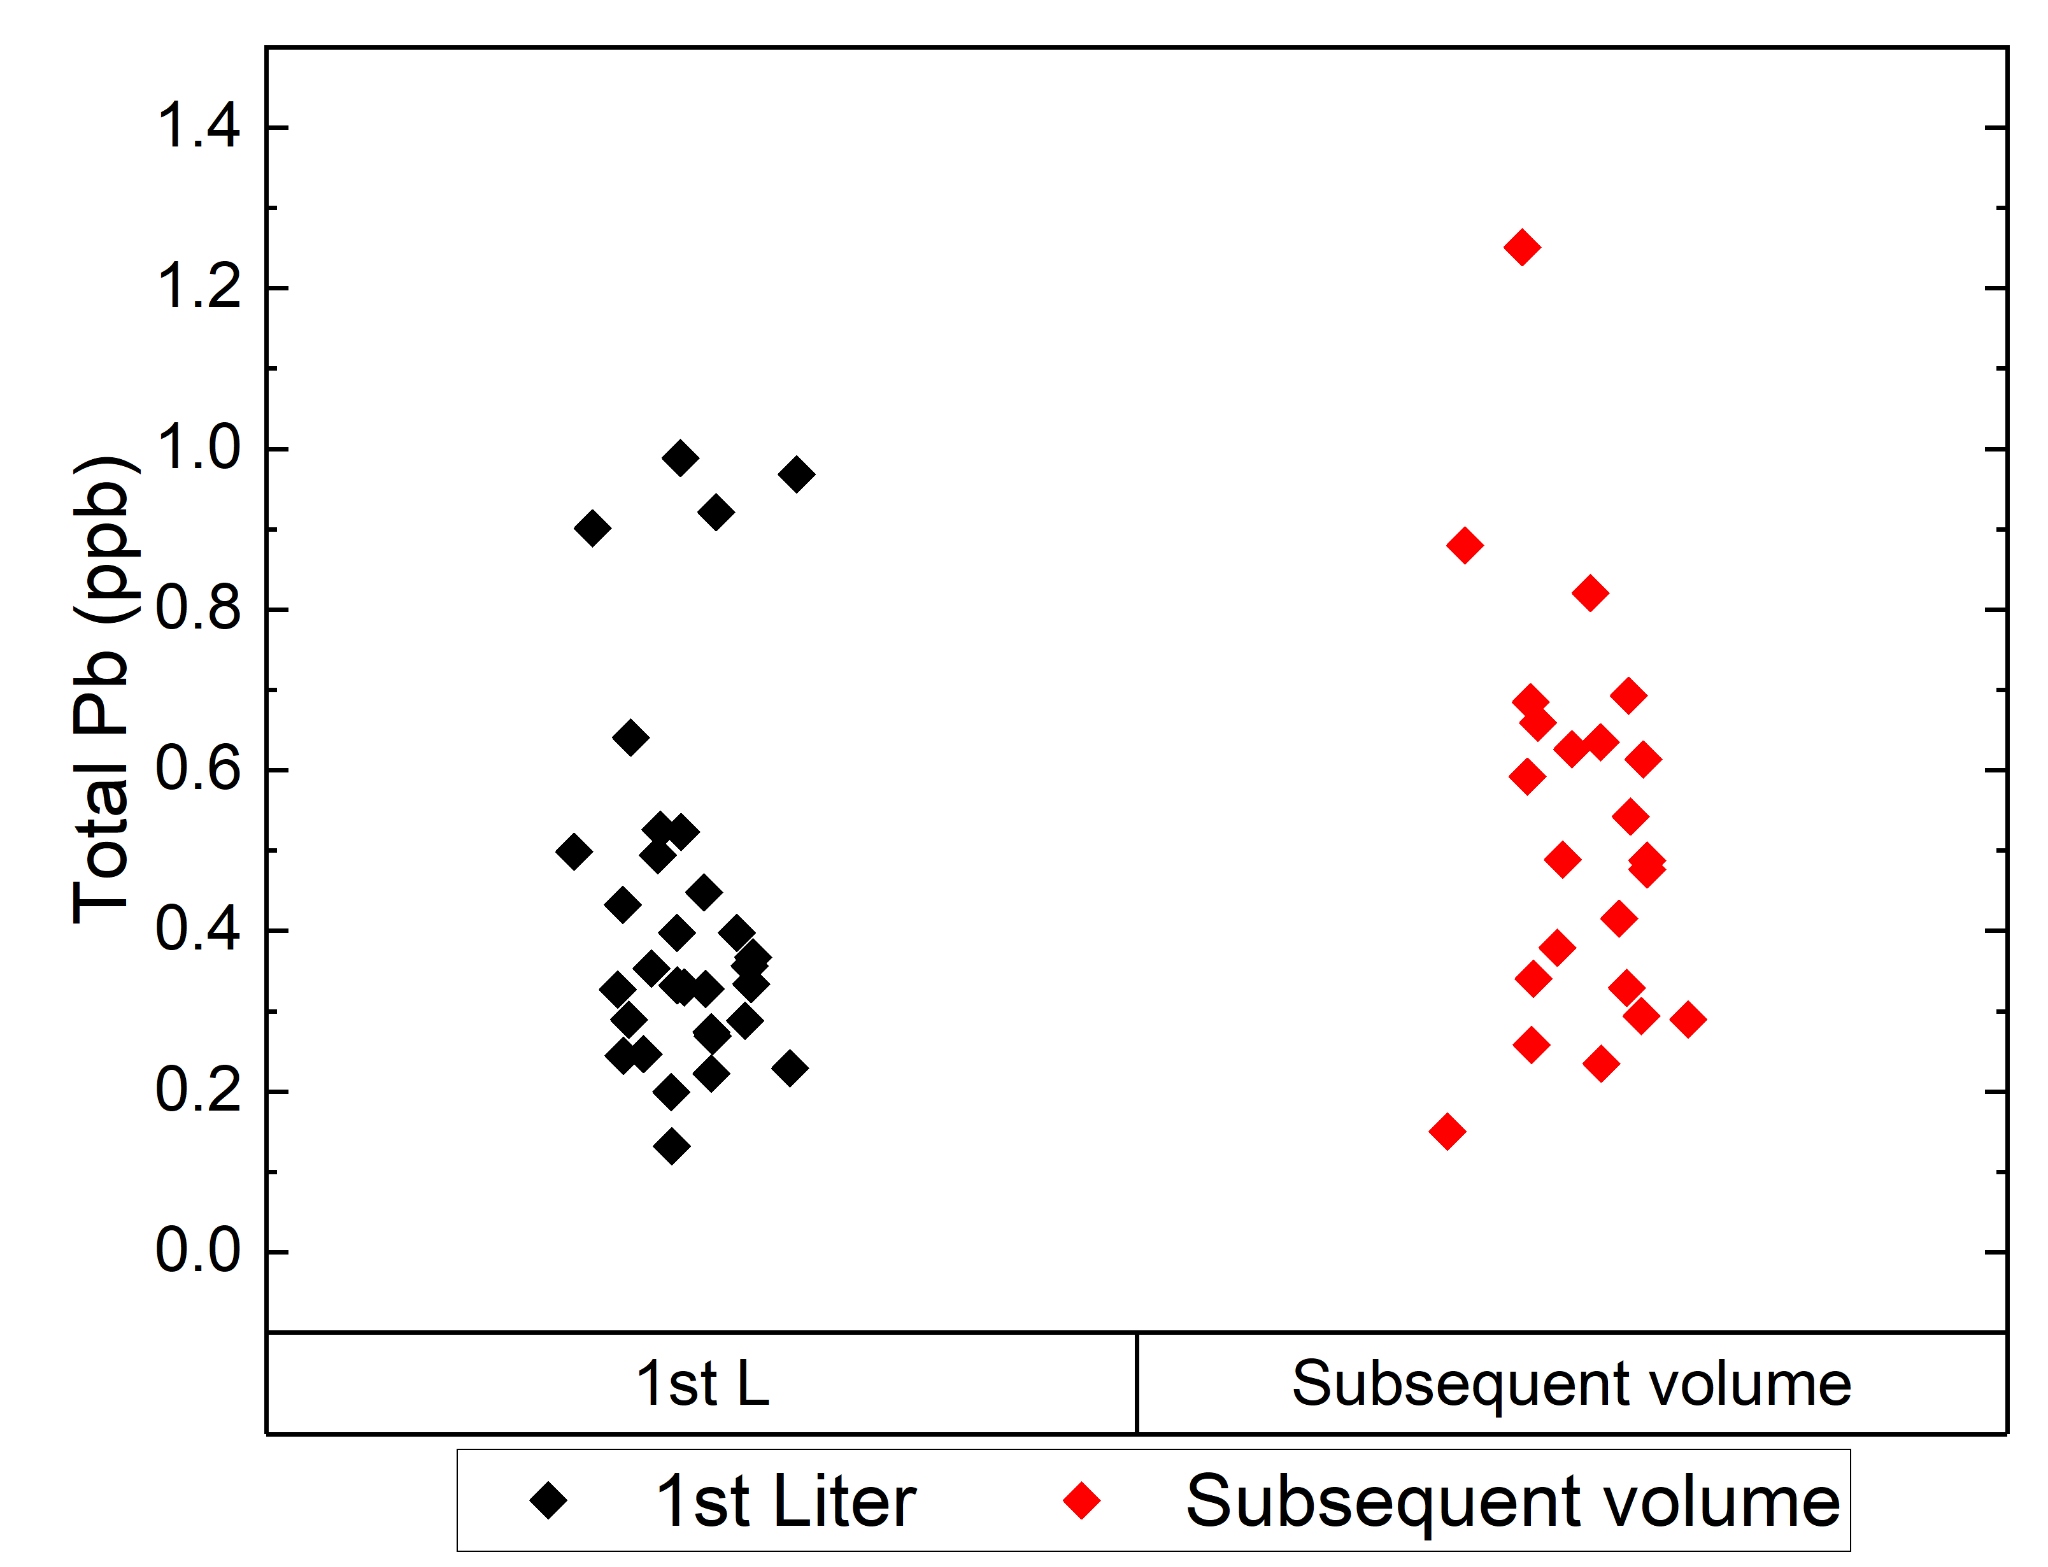 Total Pb (ppb)
1.4
1.2
1.0
0.8
0.6
0.4
0.2
0.0
1st L
Subsequent volume
1st Liter
Subsequent volume